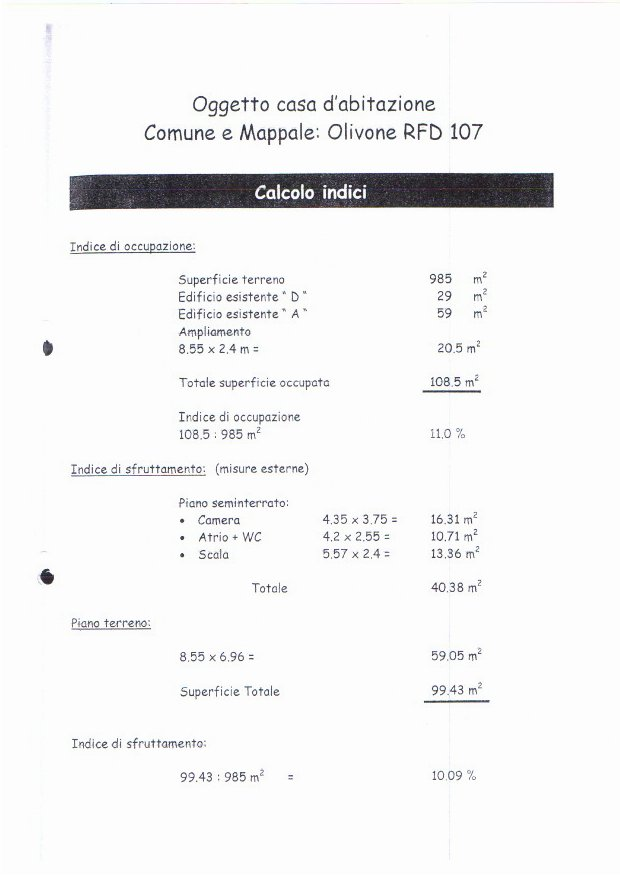 Oggetto casa d'abitazione
Comune e Mappale: Olivone RFD 107
Calcolo indici
Indice di occupazione:
Superficie terreno 985 m²
Edificio esistente " D " 29 m²
Edificio esistente " A " 59 m²
Ampliamento
8.55 x 2.4 m = 20.5 m²
Totale superficie occupata 108.5 m²
Indice di occupazione
108.5 : 985 m² 11.0 %
Indice di sfruttamento: (misure esterne)
Piano seminterrato:
• Camera 4.35 x 3.75 = 16.31 m²
• Atrio + WC 4.2 x 2.55 = 10.71 m²
• Scala 5.57 x 2.4 = 13.36 m²
Totale 40.38 m²
Piano terreno:
8.55 x 6.96 = 59.05 m²
Superficie Totale 99.43 m²
Indice di sfruttamento:
99.43 : 985 m² = 10.09 %